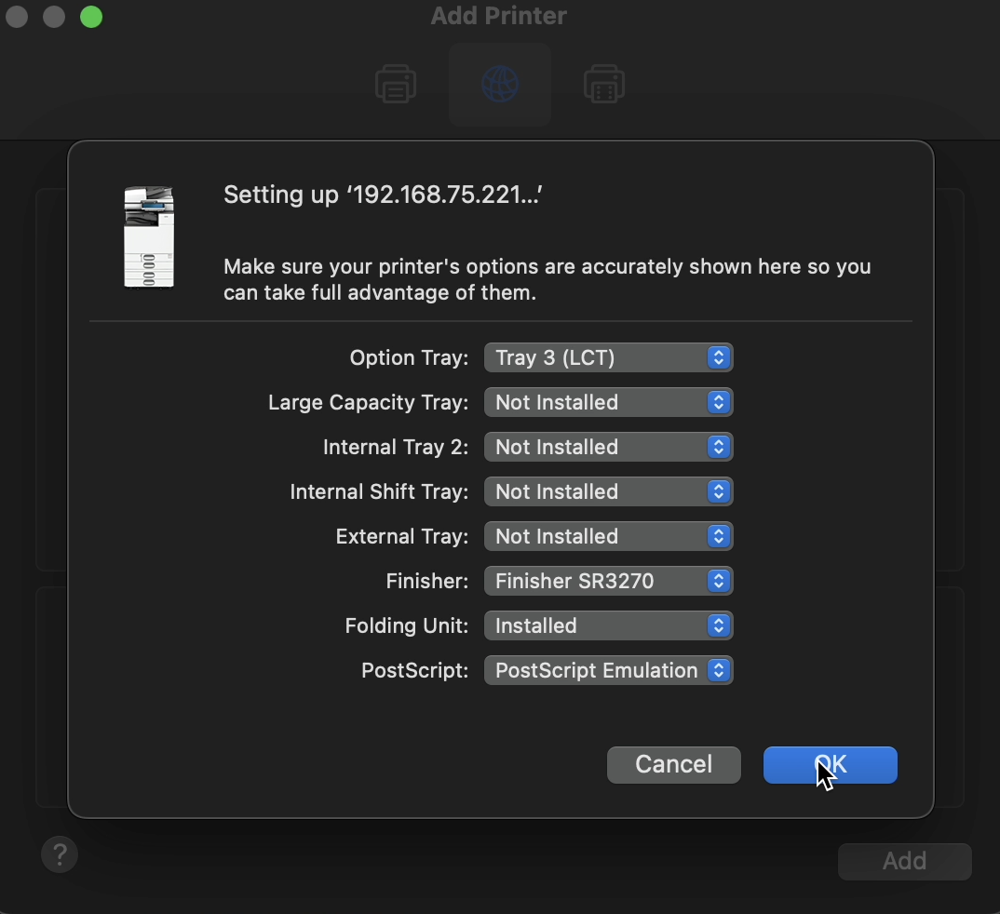 Add Printer
Setting up ‘192.168.75.221...’
Make sure your printer's options are accurately shown here so you
can take full advantage of them.
Option Tray: Tray 3 (LCT)
Large Capacity Tray: Not Installed
Internal Tray 2: Not Installed
Internal Shift Tray: Not Installed
External Tray: Not Installed
Finisher: Finisher SR3270
Folding Unit: Installed
PostScript: PostScript Emulation
Cancel OK
? Add